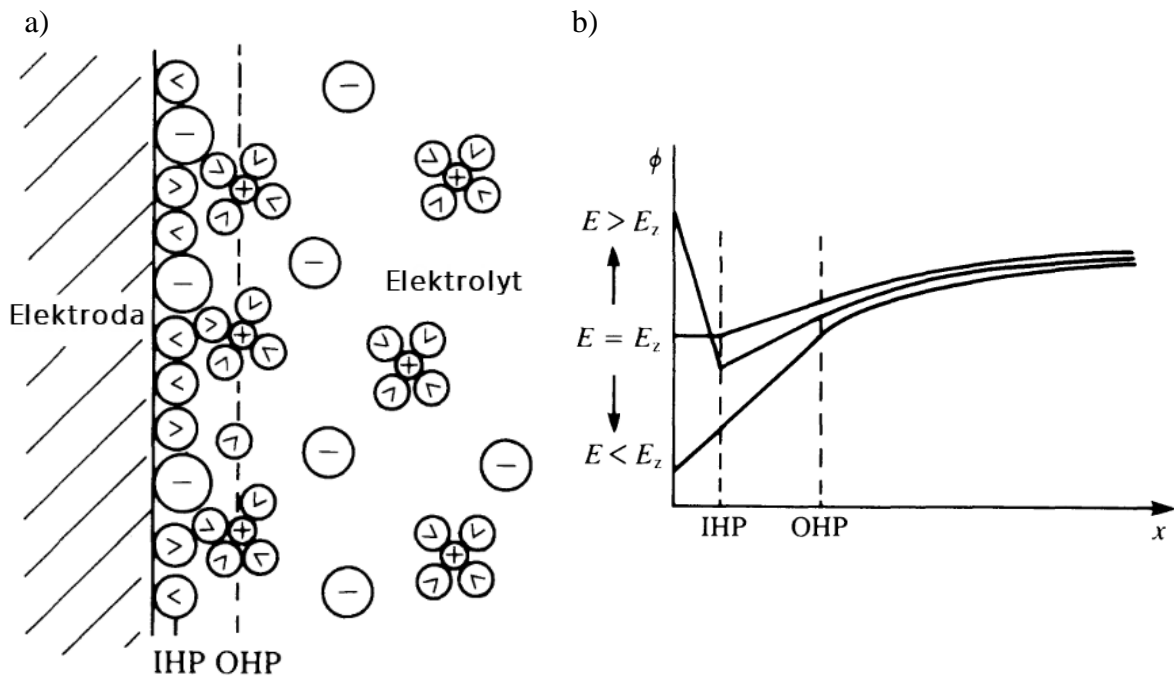 a)
Elektroda
Elektrolyt
IHP OHP
b)
ϕ
E > E_z
E = E_z
E < E_z
IHP
OHP
x